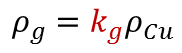 ρ_g = k_g ρ_Cu